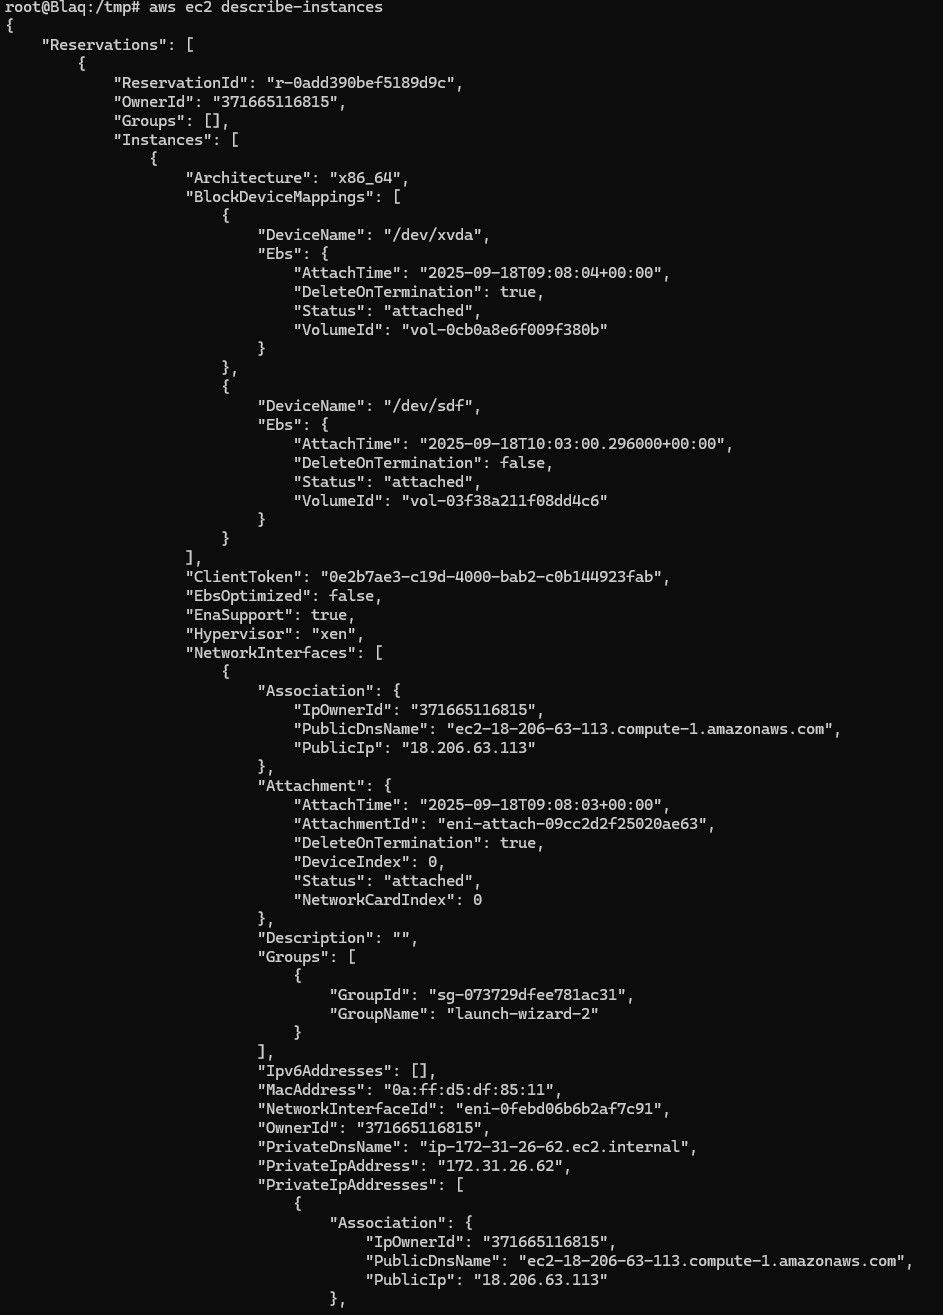 root@Blaq:/tmp# aws ec2 describe-instances
{
    "Reservations": [
        {
            "ReservationId": "r-0add390bef5189d9c",
            "OwnerId": "371665116815",
            "Groups": [],
            "Instances": [
                {
                    "Architecture": "x86_64",
                    "BlockDeviceMappings": [
                        {
                            "DeviceName": "/dev/xvda",
                            "Ebs": {
                                "AttachTime": "2025-09-18T09:08:04+00:00",
                                "DeleteOnTermination": true,
                                "Status": "attached",
                                "VolumeId": "vol-0cb0a8e6f009f380b"
                            }
                        },
                        {
                            "DeviceName": "/dev/sdf",
                            "Ebs": {
                                "AttachTime": "2025-09-18T10:03:00.296000+00:00",
                                "DeleteOnTermination": false,
                                "Status": "attached",
                                "VolumeId": "vol-03f38a211f08dd4c6"
                            }
                        }
                    ],
                    "ClientToken": "0e2b7ae3-c19d-4000-bab2-c0b144923fab",
                    "EbsOptimized": false,
                    "EnaSupport": true,
                    "Hypervisor": "xen",
                    "NetworkInterfaces": [
                        {
                            "Association": {
                                "IpOwnerId": "371665116815",
                                "PublicDnsName": "ec2-18-206-63-113.compute-1.amazonaws.com",
                                "PublicIp": "18.206.63.113"
                            },
                            "Attachment": {
                                "AttachTime": "2025-09-18T09:08:03+00:00",
                                "AttachmentId": "eni-attach-09cc2d2f25020ae63",
                                "DeleteOnTermination": true,
                                "DeviceIndex": 0,
                                "Status": "attached",
                                "NetworkCardIndex": 0
                            },
                            "Description": "",
                            "Groups": [
                                {
                                    "GroupId": "sg-073729dfee781ac31",
                                    "GroupName": "launch-wizard-2"
                                }
                            ],
                            "Ipv6Addresses": [],
                            "MacAddress": "0a:ff:d5:df:85:11",
                            "NetworkInterfaceId": "eni-0febd06b6b2af7c91",
                            "OwnerId": "371665116815",
                            "PrivateDnsName": "ip-172-31-26-62.ec2.internal",
                            "PrivateIpAddress": "172.31.26.62",
                            "PrivateIpAddresses": [
                                {
                                    "Association": {
                                        "IpOwnerId": "371665116815",
                                        "PublicDnsName": "ec2-18-206-63-113.compute-1.amazonaws.com",
                                        "PublicIp": "18.206.63.113"
                                    },